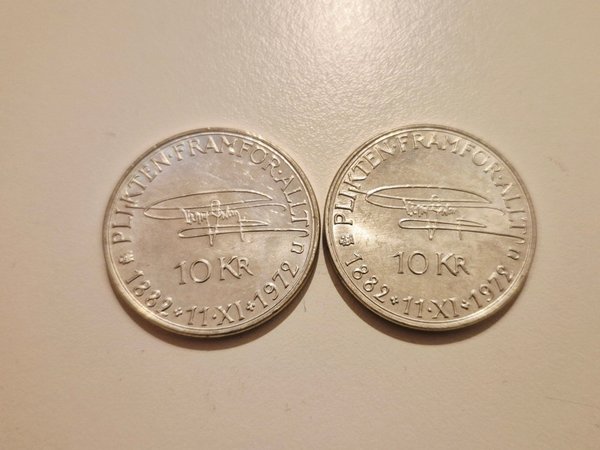 PLIKTEN·FRAMFÖR·ALLT
U
10 KR
1882 * 11·XI * 1972
PLIKTEN·FRAMFÖR·ALLT
U
10 KR
1882 * 11·XI * 1972